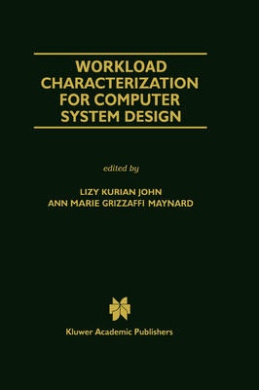 WORKLOAD
CHARACTERIZATION
FOR COMPUTER
SYSTEM DESIGN
edited by
LIZY KURIAN JOHN
ANN MARIE GRIZZAFFI MAYNARD
Kluwer Academic Publishers